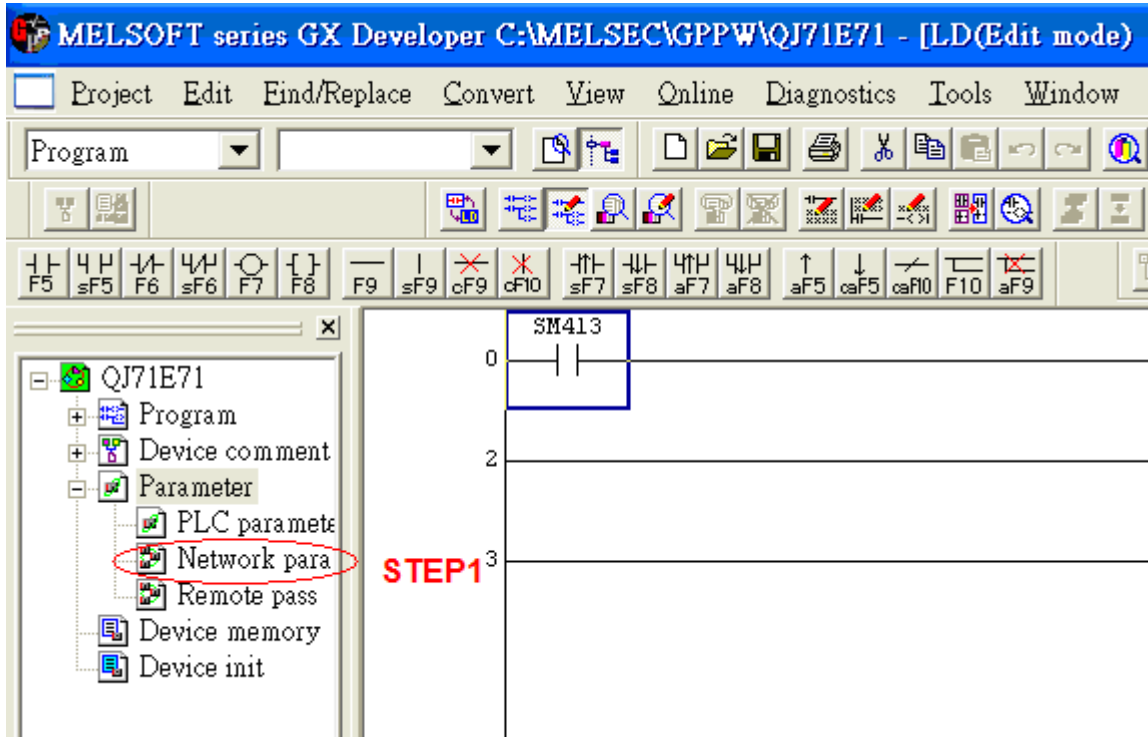 MELSOFT series GX Developer C:\MELSEC\GPPW\QJ71E71 - [LD(Edit mode)
Project Edit Find/Replace Convert View Online Diagnostics Tools Window
Program
F5 sF5 F6 sF6 F7 F8 F9 sF9 cF9 cF10 sF7 sF8 aF7 aF8 aF5 caF5 caF10 F10 aF9
SM413
0
QJ71E71
Program
Device comment
2
Parameter
PLC paramete
Network para
STEP1 3
Remote pass
Device memory
Device init